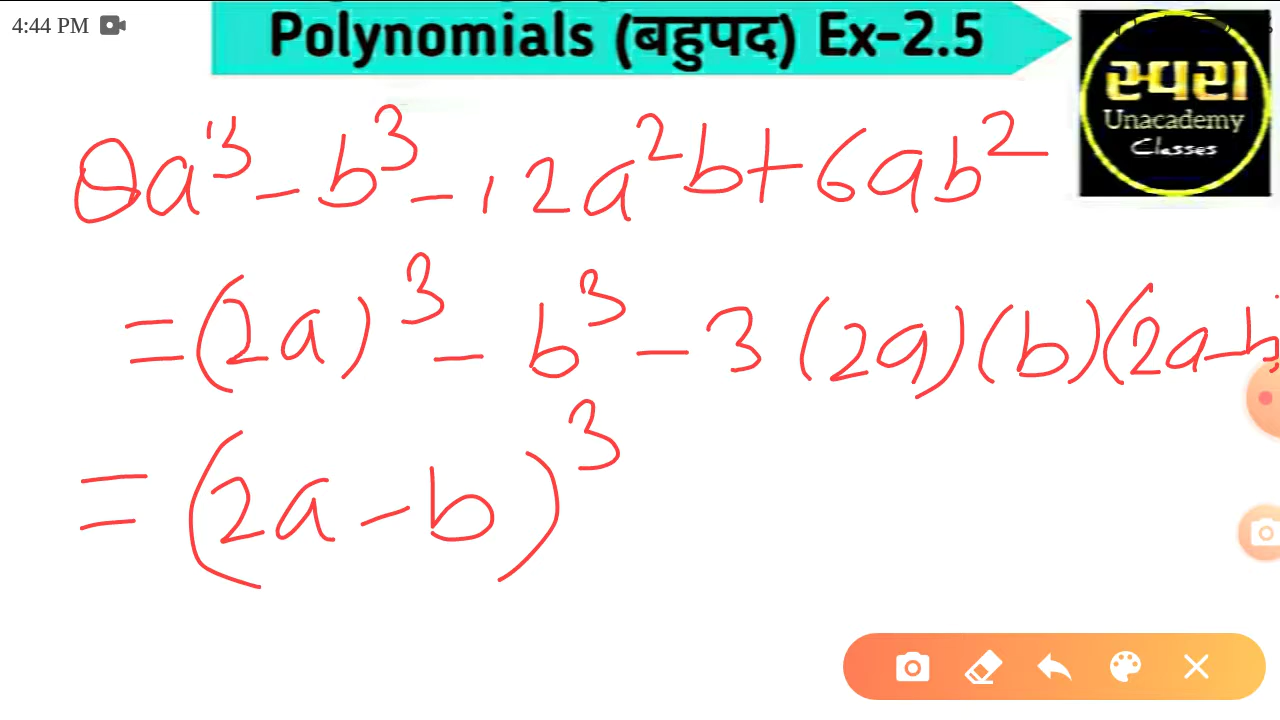 4:44 PM
Polynomials (बहुपद) Ex-2.5
स्परा
Unacademy
Classes
8a³ - b³ - 12a²b + 6ab²
= (2a)³ - b³ - 3 (2a)(b)(2a-b)
= (2a - b)³